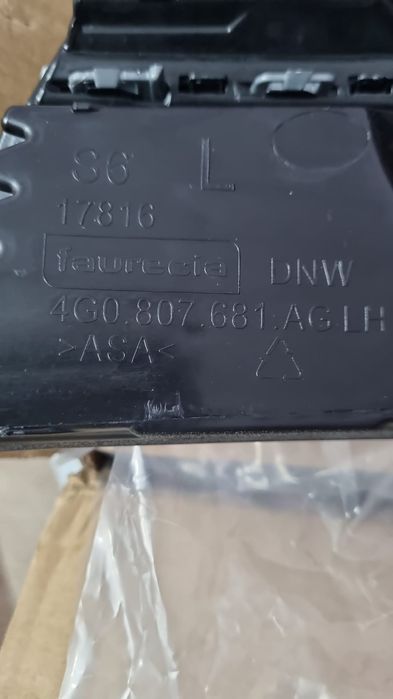 S6 L
17816
faurecia DNW
4G0.807.681.AG LH
>ASA<